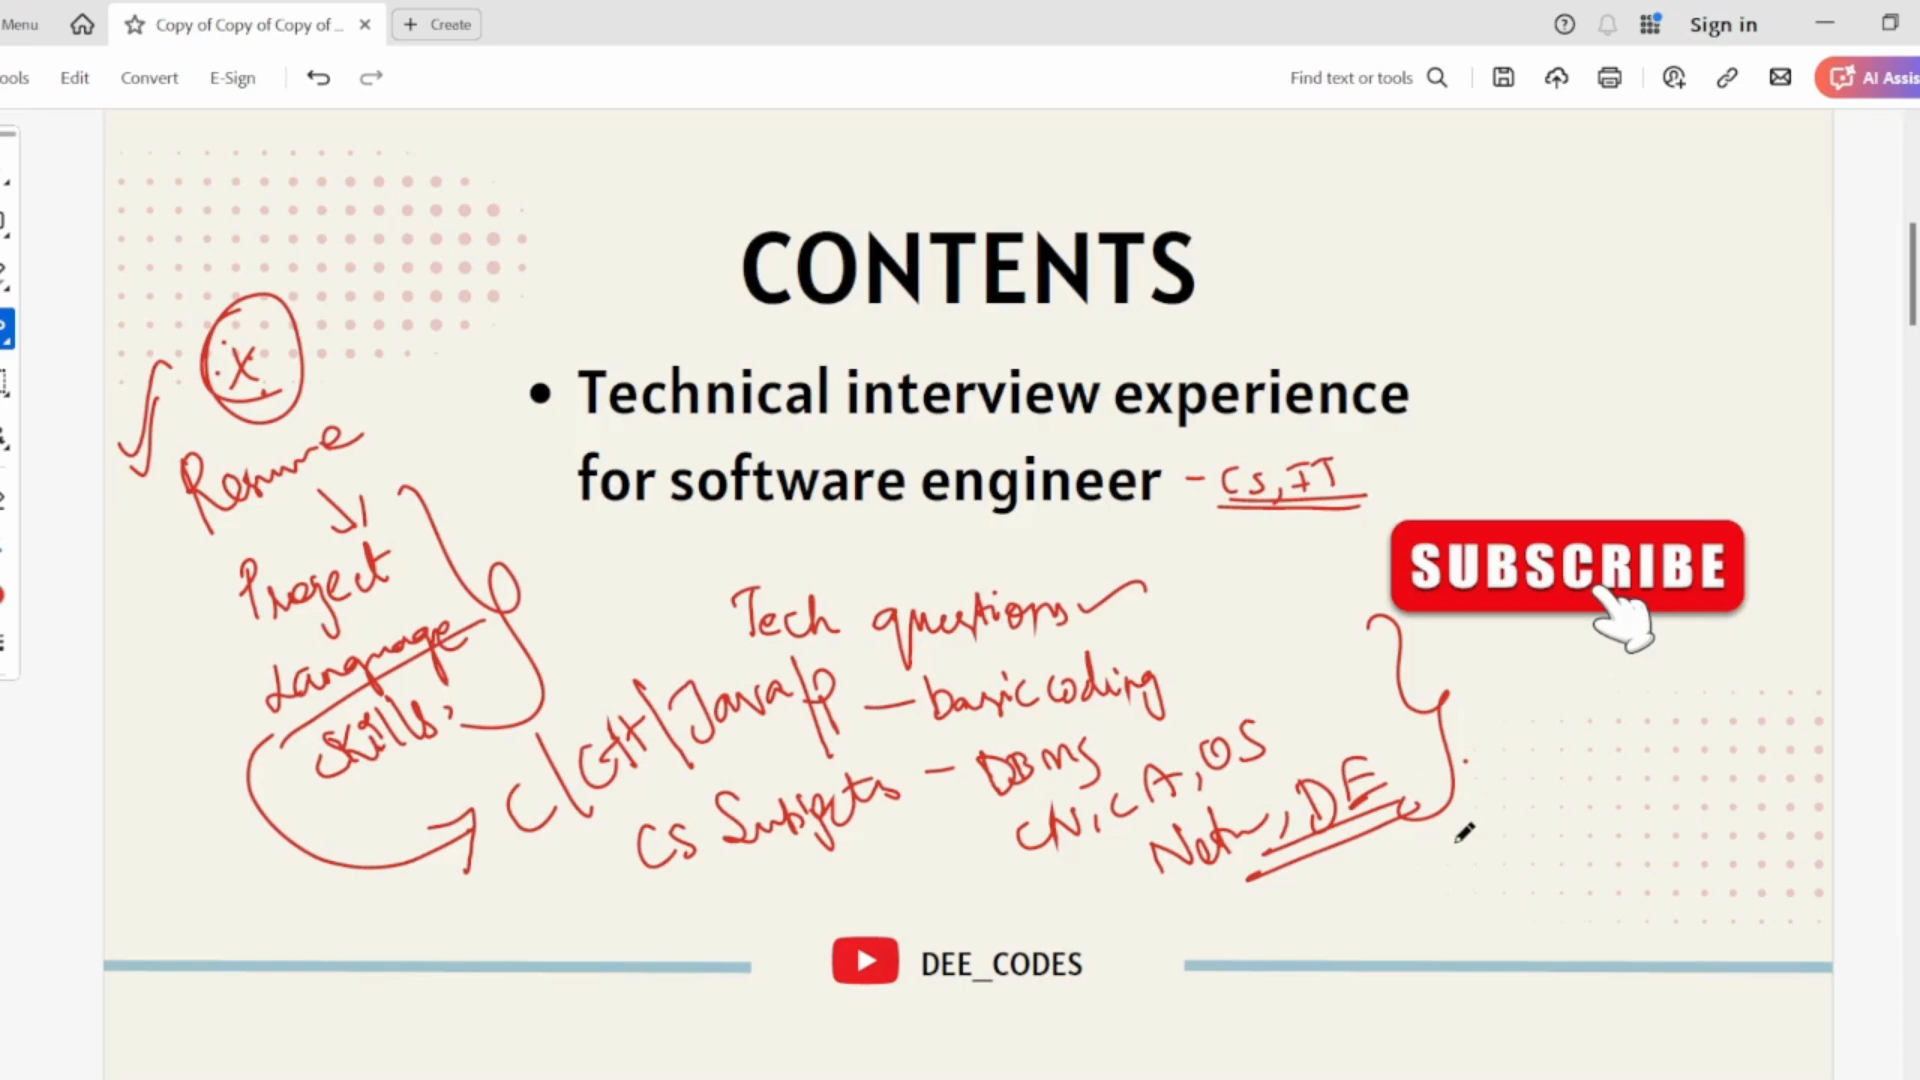 Menu
Copy of Copy of Copy of ...
Create
Sign in
ools
Edit
Convert
E-Sign
Find text or tools
AI Assis
CONTENTS
• Technical interview experience
for software engineer - CS, IT
X
Resume
Project
Language
Skills,
SUBSCRIBE
Tech questions
C/C++/Java/P - basic coding
CS Subjects - DBMS
CN, CA, OS
Netw, DE
DEE_CODES